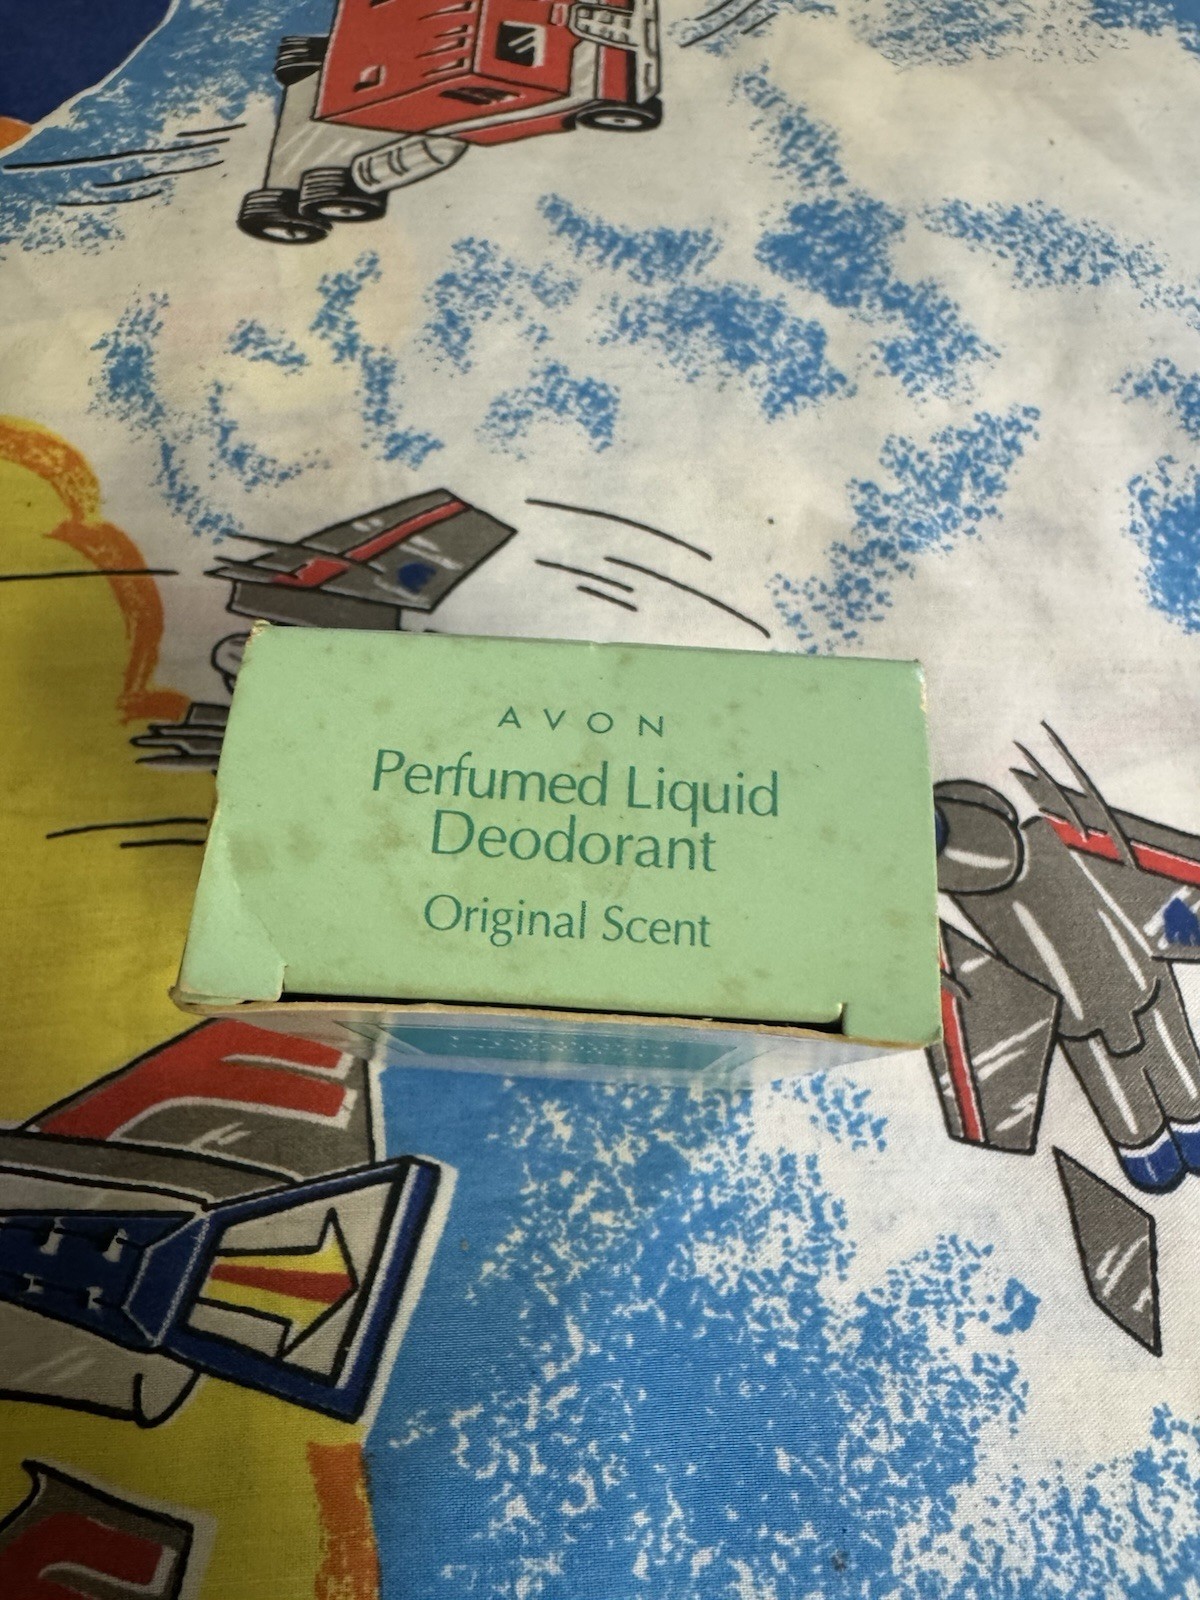 AVON
Perfumed Liquid
Deodorant
Original Scent